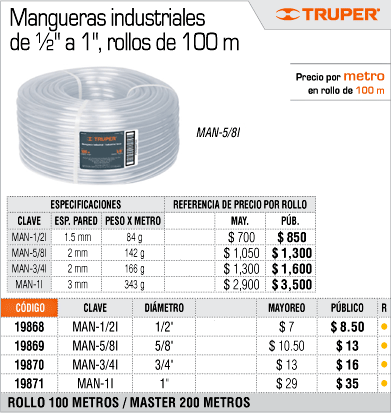 Mangueras industriales
de ½" a 1", rollos de 100 m
TRUPER®
Precio por metro
en rollo de 100 m
TRUPER
MAN-5/8I
ESPECIFICACIONES REFERENCIA DE PRECIO POR ROLLO
CLAVE ESP. PARED PESO X METRO MAY. PÚB.
MAN-1/2I 1.5 mm 84 g $ 700 $ 850
MAN-5/8I 2 mm 142 g $ 1,050 $ 1,300
MAN-3/4I 2 mm 166 g $ 1,300 $ 1,600
MAN-1I 3 mm 343 g $ 2,900 $ 3,500
CÓDIGO CLAVE DIÁMETRO MAYOREO PÚBLICO R
19868 MAN-1/2I 1/2" $ 7 $ 8.50
19869 MAN-5/8I 5/8" $ 10.50 $ 13
19870 MAN-3/4I 3/4" $ 13 $ 16
19871 MAN-1I 1" $ 29 $ 35
ROLLO 100 METROS / MASTER 200 METROS